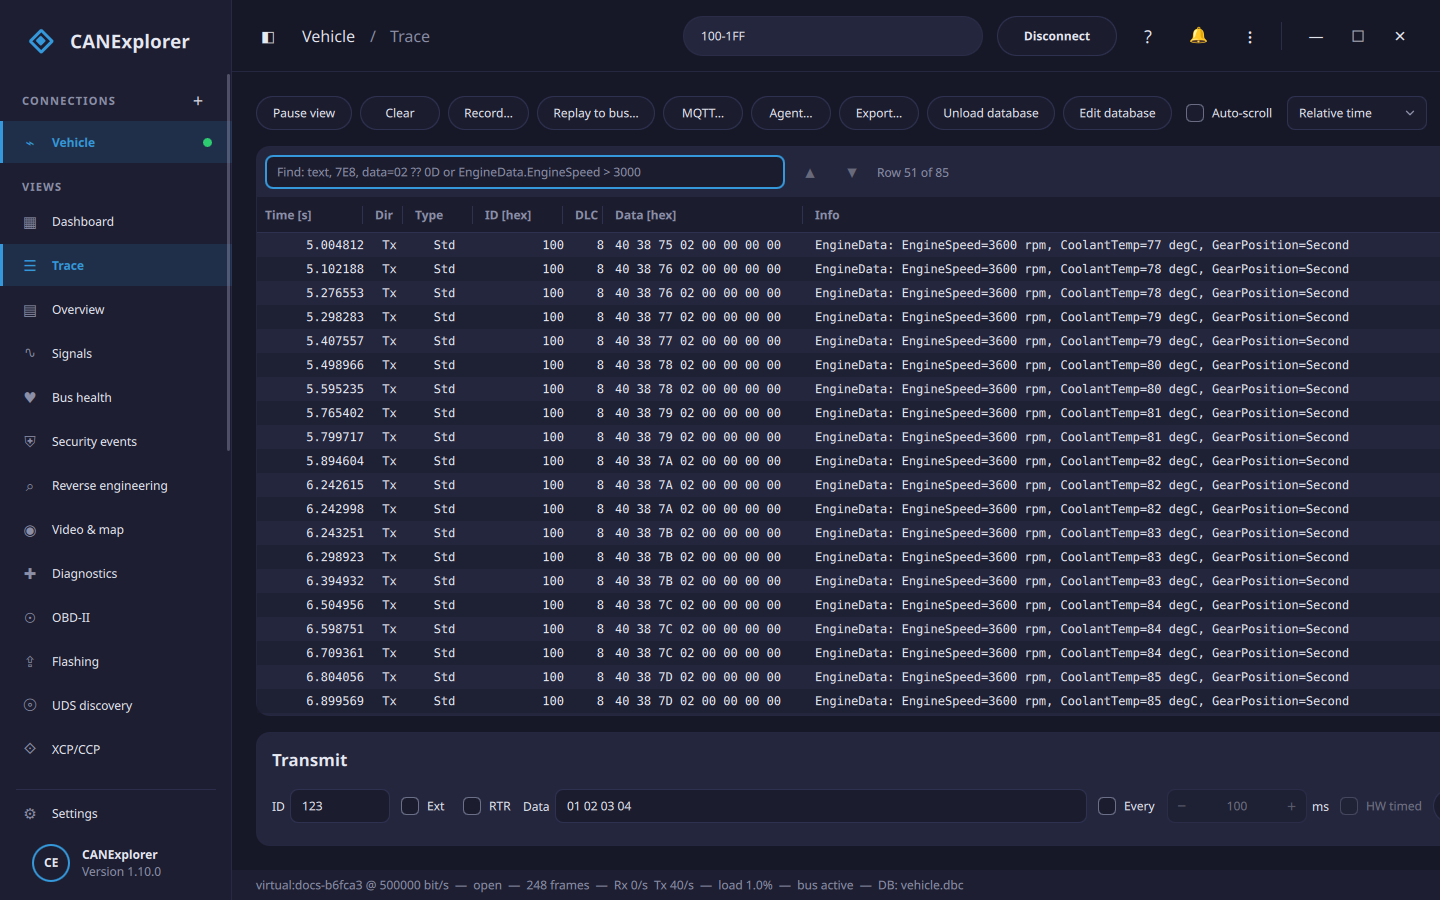 CANExplorer
Vehicle / Trace
100-1FF
Disconnect
?
CONNECTIONS +
Vehicle
VIEWS
Dashboard
Trace
Overview
Signals
Bus health
Security events
Reverse engineering
Video & map
Diagnostics
OBD-II
Flashing
UDS discovery
XCP/CCP
Settings
CE
CANExplorer
Version 1.10.0
Pause view
Clear
Record...
Replay to bus...
MQTT...
Agent...
Export...
Unload database
Edit database
Auto-scroll
Relative time
Find: text, 7E8, data=02 ?? 0D or EngineData.EngineSpeed > 3000
Row 51 of 85
Time [s] Dir Type ID [hex] DLC Data [hex] Info
5.004812 Tx Std 100 8 40 38 75 02 00 00 00 00 EngineData: EngineSpeed=3600 rpm, CoolantTemp=77 degC, GearPosition=Second
5.102188 Tx Std 100 8 40 38 76 02 00 00 00 00 EngineData: EngineSpeed=3600 rpm, CoolantTemp=78 degC, GearPosition=Second
5.276553 Tx Std 100 8 40 38 76 02 00 00 00 00 EngineData: EngineSpeed=3600 rpm, CoolantTemp=78 degC, GearPosition=Second
5.298283 Tx Std 100 8 40 38 77 02 00 00 00 00 EngineData: EngineSpeed=3600 rpm, CoolantTemp=79 degC, GearPosition=Second
5.407557 Tx Std 100 8 40 38 77 02 00 00 00 00 EngineData: EngineSpeed=3600 rpm, CoolantTemp=79 degC, GearPosition=Second
5.498966 Tx Std 100 8 40 38 78 02 00 00 00 00 EngineData: EngineSpeed=3600 rpm, CoolantTemp=80 degC, GearPosition=Second
5.595235 Tx Std 100 8 40 38 78 02 00 00 00 00 EngineData: EngineSpeed=3600 rpm, CoolantTemp=80 degC, GearPosition=Second
5.765402 Tx Std 100 8 40 38 79 02 00 00 00 00 EngineData: EngineSpeed=3600 rpm, CoolantTemp=81 degC, GearPosition=Second
5.799717 Tx Std 100 8 40 38 79 02 00 00 00 00 EngineData: EngineSpeed=3600 rpm, CoolantTemp=81 degC, GearPosition=Second
5.894604 Tx Std 100 8 40 38 7A 02 00 00 00 00 EngineData: EngineSpeed=3600 rpm, CoolantTemp=82 degC, GearPosition=Second
6.242615 Tx Std 100 8 40 38 7A 02 00 00 00 00 EngineData: EngineSpeed=3600 rpm, CoolantTemp=82 degC, GearPosition=Second
6.242998 Tx Std 100 8 40 38 7A 02 00 00 00 00 EngineData: EngineSpeed=3600 rpm, CoolantTemp=82 degC, GearPosition=Second
6.243251 Tx Std 100 8 40 38 7B 02 00 00 00 00 EngineData: EngineSpeed=3600 rpm, CoolantTemp=83 degC, GearPosition=Second
6.298923 Tx Std 100 8 40 38 7B 02 00 00 00 00 EngineData: EngineSpeed=3600 rpm, CoolantTemp=83 degC, GearPosition=Second
6.394932 Tx Std 100 8 40 38 7B 02 00 00 00 00 EngineData: EngineSpeed=3600 rpm, CoolantTemp=83 degC, GearPosition=Second
6.504956 Tx Std 100 8 40 38 7C 02 00 00 00 00 EngineData: EngineSpeed=3600 rpm, CoolantTemp=84 degC, GearPosition=Second
6.598751 Tx Std 100 8 40 38 7C 02 00 00 00 00 EngineData: EngineSpeed=3600 rpm, CoolantTemp=84 degC, GearPosition=Second
6.709361 Tx Std 100 8 40 38 7C 02 00 00 00 00 EngineData: EngineSpeed=3600 rpm, CoolantTemp=84 degC, GearPosition=Second
6.804056 Tx Std 100 8 40 38 7D 02 00 00 00 00 EngineData: EngineSpeed=3600 rpm, CoolantTemp=85 degC, GearPosition=Second
6.899569 Tx Std 100 8 40 38 7D 02 00 00 00 00 EngineData: EngineSpeed=3600 rpm, CoolantTemp=85 degC, GearPosition=Second
Transmit
ID 123 Ext RTR Data 01 02 03 04 Every − 100 + ms HW timed
virtual:docs-b6fca3 @ 500000 bit/s — open — 248 frames — Rx 0/s Tx 40/s — load 1.0% — bus active — DB: vehicle.dbc